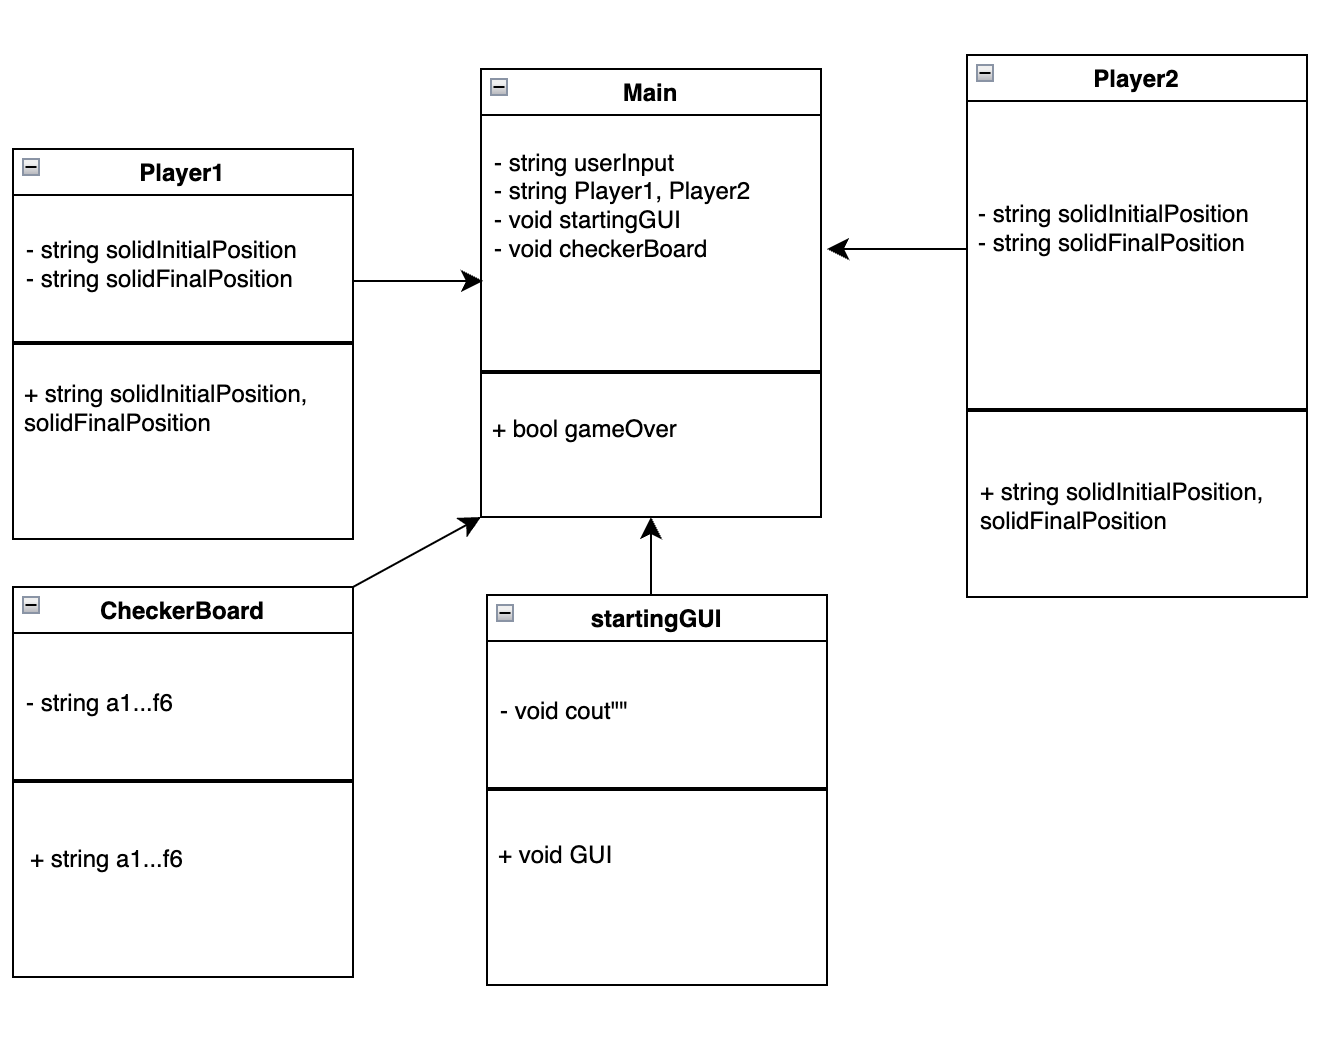 Player1
- string solidInitialPosition
- string solidFinalPosition
+ string solidInitialPosition,
solidFinalPosition
Main
- string userInput
- string Player1, Player2
- void startingGUI
- void checkerBoard
+ bool gameOver
Player2
- string solidInitialPosition
- string solidFinalPosition
+ string solidInitialPosition,
solidFinalPosition
CheckerBoard
- string a1...f6
+ string a1...f6
startingGUI
- void cout""
+ void GUI